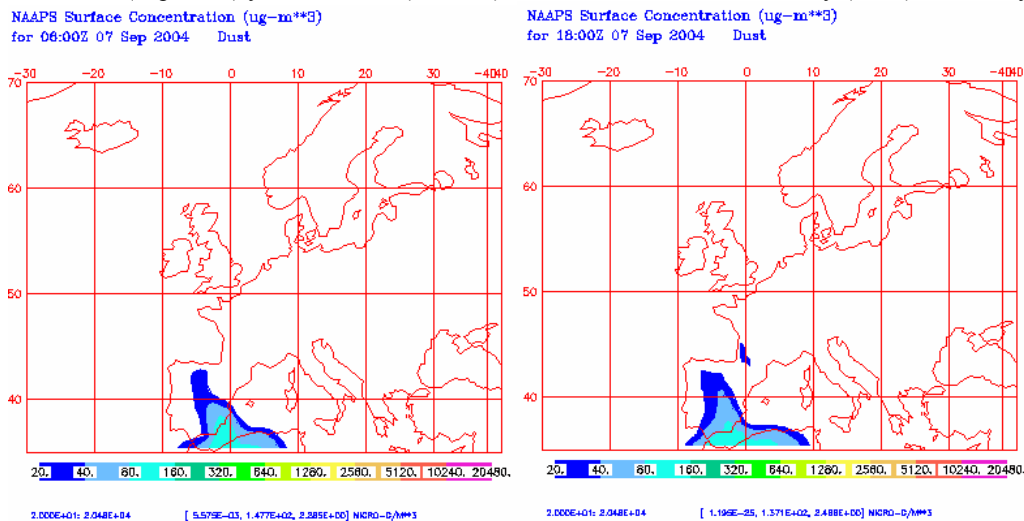 NAAPS Surface Concentration (ug-m**3)
for 06:00Z 07 Sep 2004 Dust
-30 -20 -10 0 10 20 30 -4040
70
60
50
40
20. 40. 80. 160. 320. 640. 1280. 2560. 5120. 10240. 20480.
2.000E+01: 2.048E+04 [ 5.575E-03, 1.477E+02, 2.285E+00] MICRO-G/M**3
NAAPS Surface Concentration (ug-m**3)
for 18:00Z 07 Sep 2004 Dust
-30 -20 -10 0 10 20 30 -4040
70
60
50
40
20. 40. 80. 160. 320. 640. 1280. 2560. 5120. 10240. 20480.
2.000E+01: 2.048E+04 [ 1.195E-25, 1.371E+02, 2.488E+00] MICRO-G/M**3